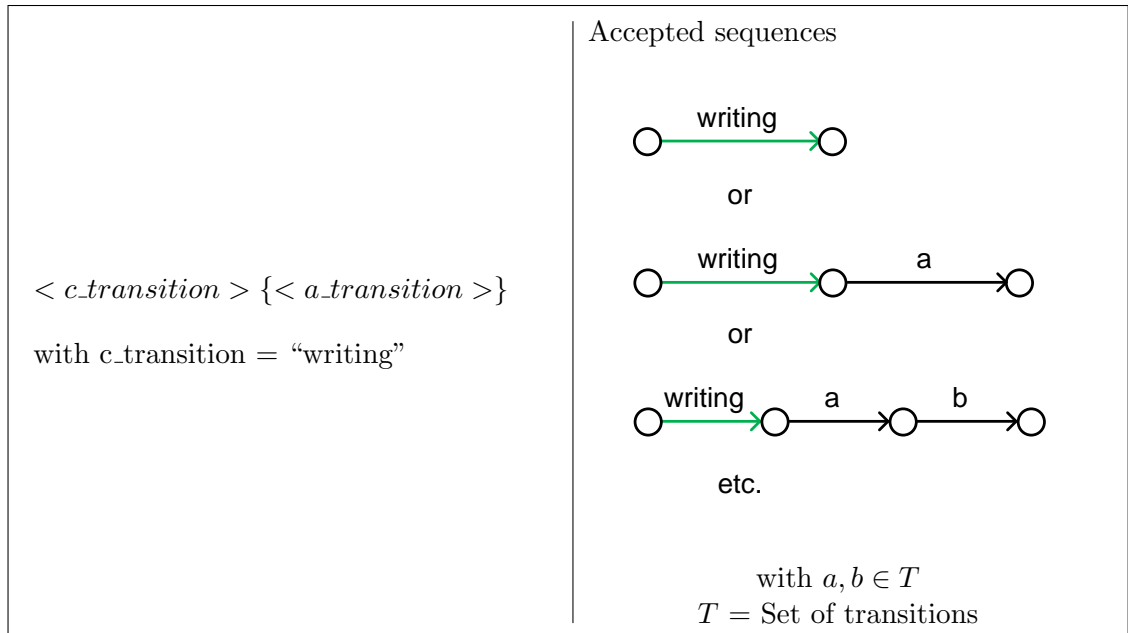 < c_transition > {< a_transition >}
with c_transition = “writing”
Accepted sequences
writing
or
writing a
or
writing a b
etc.
with a, b ∈ T
T = Set of transitions